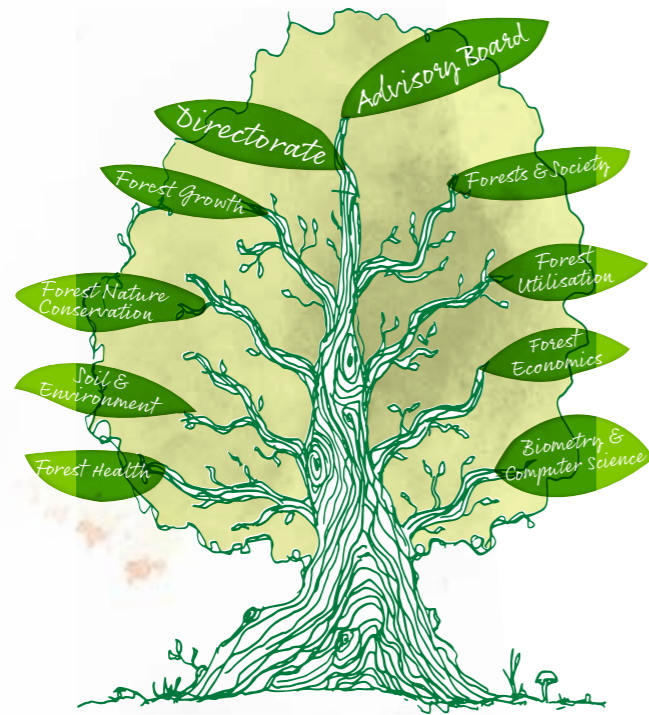 Advisory Board
Directorate
Forest Growth
Forests & Society
Forest Nature
Conservation
Forest
Utilisation
Soil &
Environment
Forest
Economics
Forest Health
Biometry &
Computer Science